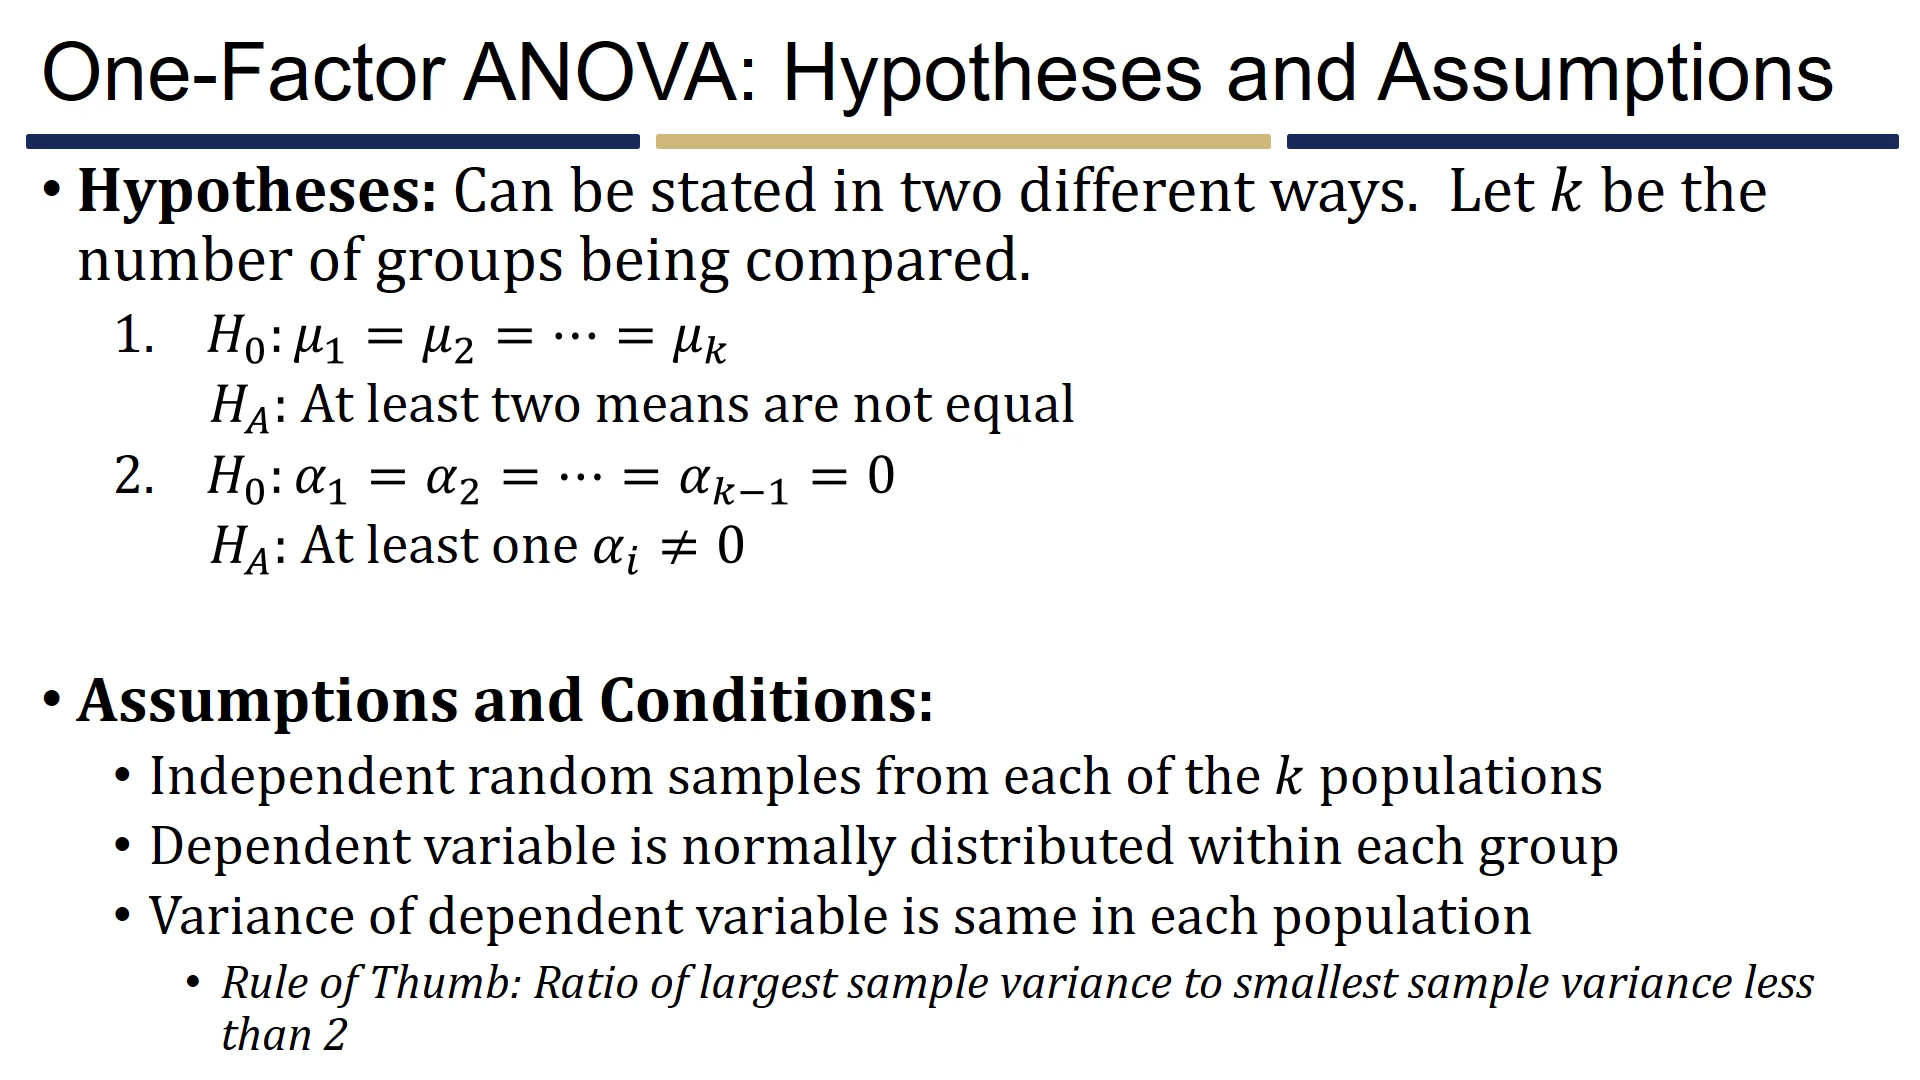 One-Factor ANOVA: Hypotheses and Assumptions
• Hypotheses: Can be stated in two different ways. Let k be the
number of groups being compared.
1. H₀: μ₁ = μ₂ = ⋯ = μₖ
H_A: At least two means are not equal
2. H₀: α₁ = α₂ = ⋯ = αₖ₋₁ = 0
H_A: At least one αᵢ ≠ 0
• Assumptions and Conditions:
• Independent random samples from each of the k populations
• Dependent variable is normally distributed within each group
• Variance of dependent variable is same in each population
• Rule of Thumb: Ratio of largest sample variance to smallest sample variance less
than 2